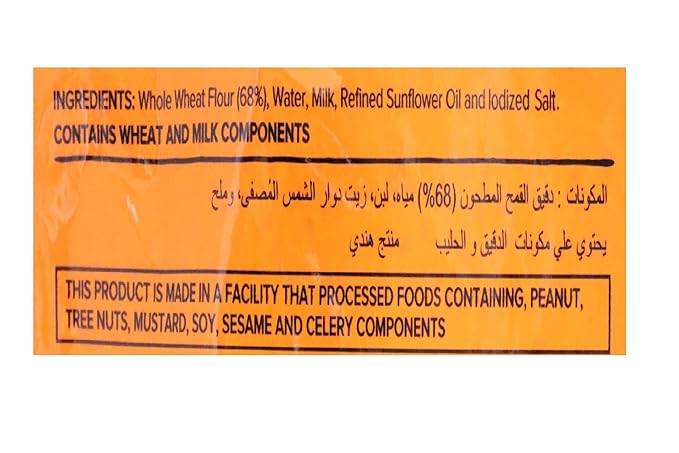 INGREDIENTS: Whole Wheat Flour (68%), Water, Milk, Refined Sunflower Oil and Iodized Salt.
CONTAINS WHEAT AND MILK COMPONENTS
المكونات : دقيق القمح المطحون (68%) مياه، لبن، زيت دوار الشمس المُصفى، وملح
يحتوي علي مكونات الدقيق و الحليب منتج هندي
THIS PRODUCT IS MADE IN A FACILITY THAT PROCESSED FOODS CONTAINING, PEANUT,
TREE NUTS, MUSTARD, SOY, SESAME AND CELERY COMPONENTS